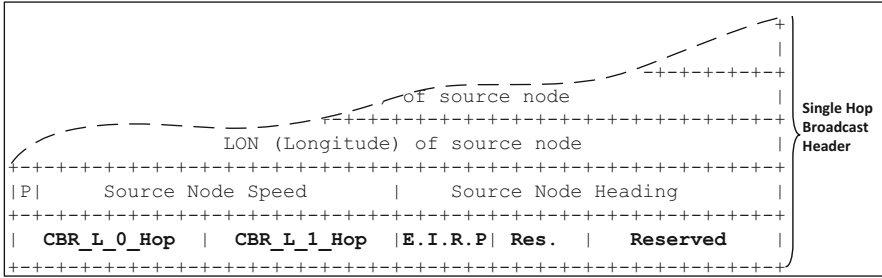 +
|
-+-+-+-+-+-+
of source node |
-+-+-+-+-+-+-+-+-+-+-+-+-+-+-+-+-+-+-+
LON (Longitude) of source node |
+-+-+-+-+-+-+-+-+-+-+-+-+-+-+-+-+-+-+-+-+-+-+-+-+-+-+-+-+-+-+-+-+
|P| Source Node Speed | Source Node Heading |
+-+-+-+-+-+-+-+-+-+-+-+-+-+-+-+-+-+-+-+-+-+-+-+-+-+-+-+-+-+-+-+-+
| CBR_L_0_Hop | CBR_L_1_Hop |E.I.R.P| Res. | Reserved |
+-+-+-+-+-+-+-+-+-+-+-+-+-+-+-+-+-+-+-+-+-+-+-+-+-+-+-+-+-+-+-+-+
Single Hop
Broadcast
Header